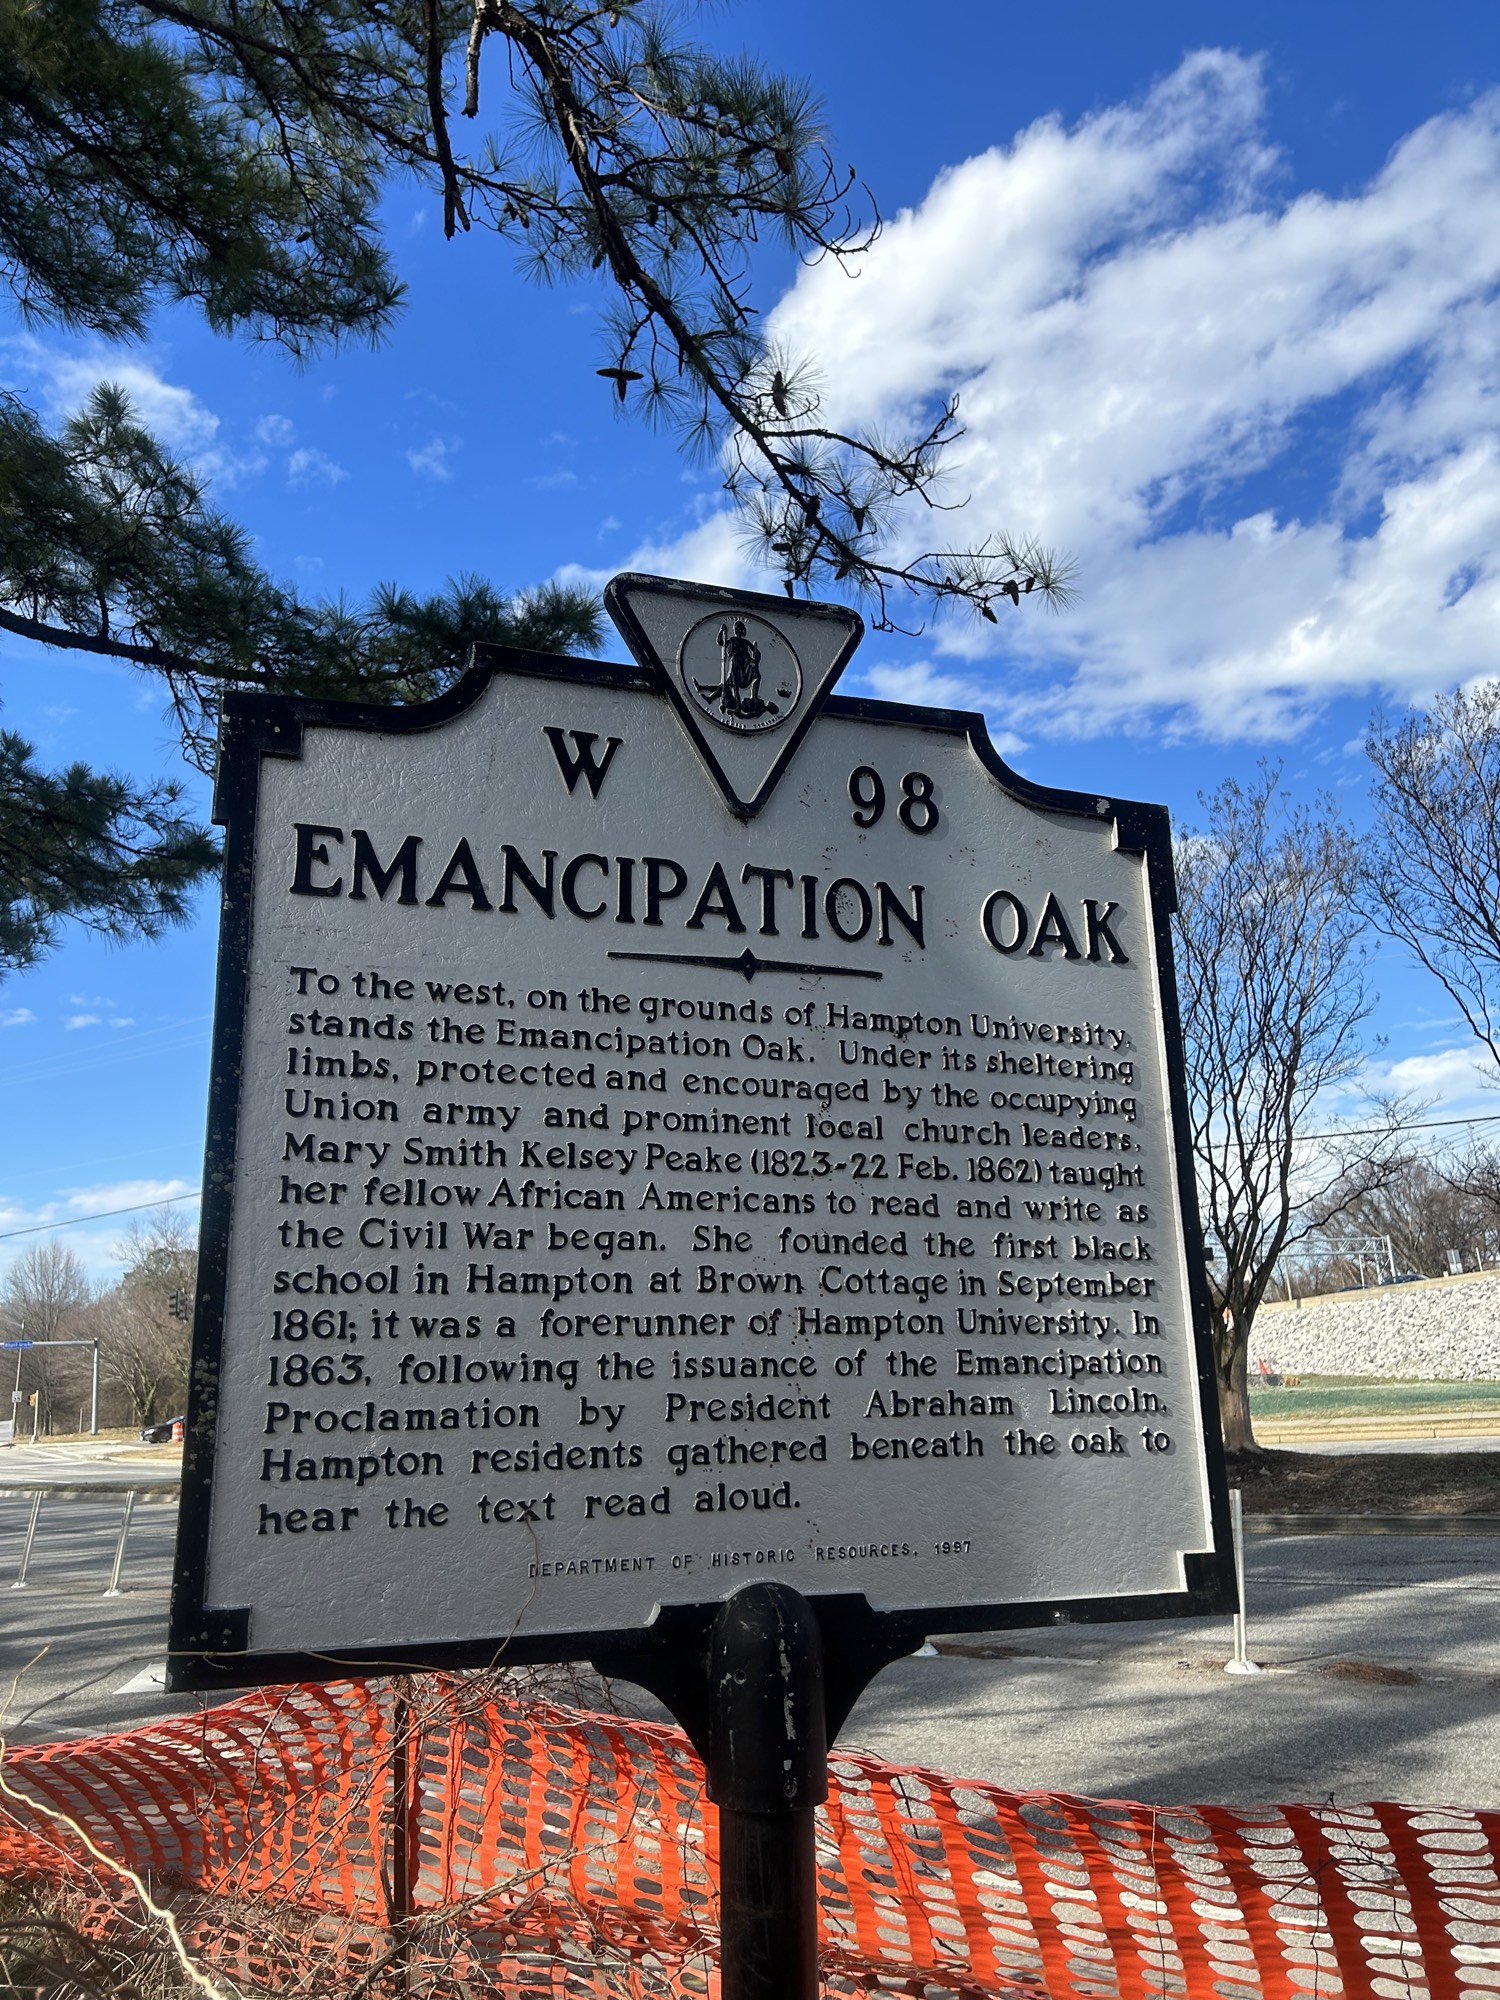 W 98
EMANCIPATION OAK
To the west, on the grounds of Hampton University,
stands the Emancipation Oak. Under its sheltering
limbs, protected and encouraged by the occupying
Union army and prominent local church leaders,
Mary Smith Kelsey Peake (1823-22 Feb. 1862) taught
her fellow African Americans to read and write as
the Civil War began. She founded the first black
school in Hampton at Brown Cottage in September
1861; it was a forerunner of Hampton University. In
1863, following the issuance of the Emancipation
Proclamation by President Abraham Lincoln,
Hampton residents gathered beneath the oak to
hear the text read aloud.
DEPARTMENT OF HISTORIC RESOURCES, 1997